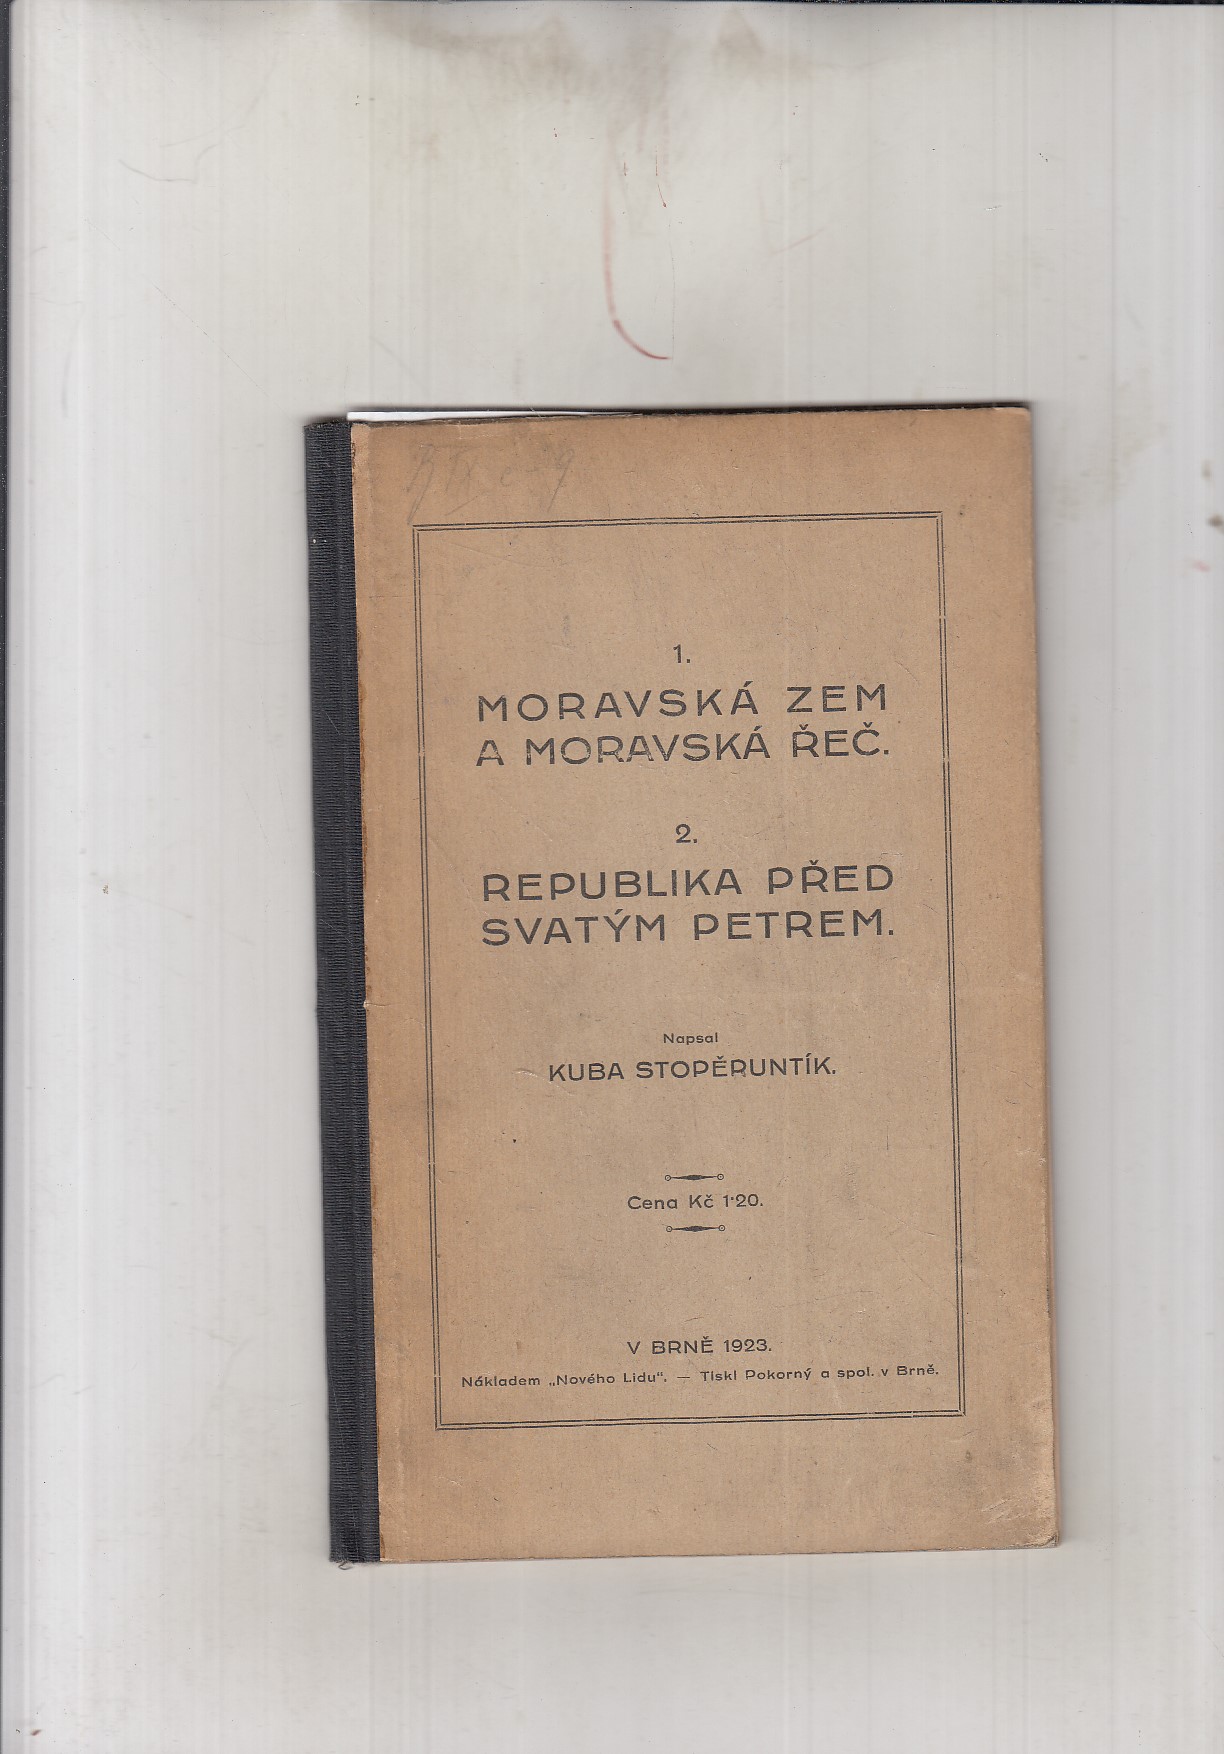 1.
MORAVSKÁ ZEM
A MORAVSKÁ ŘEČ.
2.
REPUBLIKA PŘED
SVATÝM PETREM.
Napsal
KUBA STOPĚRUNTÍK.
Cena Kč 1·20.
V BRNĚ 1923.
Nákladem „Nového Lidu“. — Tiskl Pokorný a spol. v Brně.